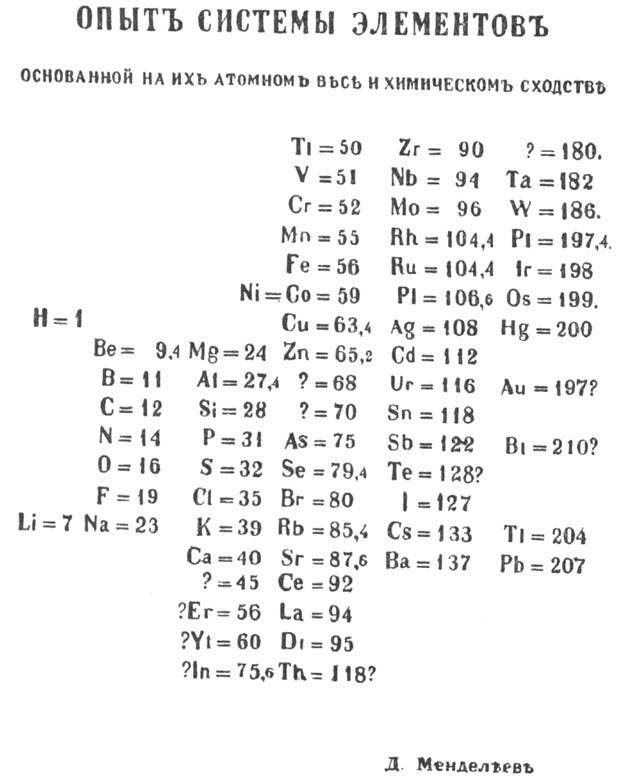 ОПЫТЪ СИСТЕМЫ ЭЛЕМЕНТОВЪ
ОСНОВАННОЙ НА ИХЪ АТОМНОМЪ ВѢСѢ И ХИМИЧЕСКОМЪ СХОДСТВѢ
Ti = 50 Zr = 90 ? = 180.
V = 51 Nb = 94 Ta = 182
Cr = 52 Mo = 96 W = 186.
Mn = 55 Rh = 104,4 Pt = 197,4.
Fe = 56 Ru = 104,4 Ir = 198
Ni = Co = 59 Pl = 106,6 Os = 199.
H = 1 Cu = 63,4 Ag = 108 Hg = 200
Be = 9,4 Mg = 24 Zn = 65,2 Cd = 112
B = 11 Al = 27,4 ? = 68 Ur = 116 Au = 197?
C = 12 Si = 28 ? = 70 Sn = 118
N = 14 P = 31 As = 75 Sb = 122 Bi = 210?
O = 16 S = 32 Se = 79,4 Te = 128?
F = 19 Cl = 35 Br = 80 I = 127
Li = 7 Na = 23 K = 39 Rb = 85,4 Cs = 133 Tl = 204
Ca = 40 Sr = 87,6 Ba = 137 Pb = 207
? = 45 Ce = 92
?Er = 56 La = 94
?Yt = 60 Di = 95
?In = 75,6 Th = 118?
Д. Менделѣевъ